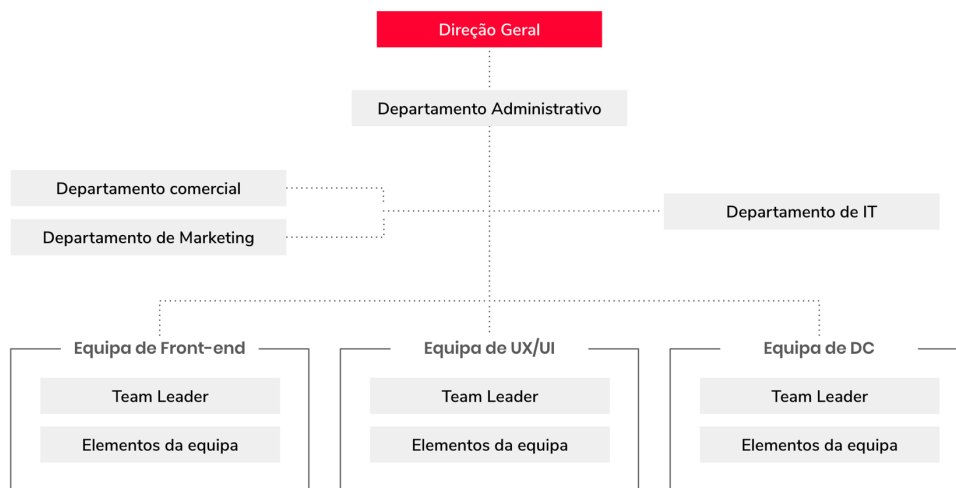 Direção Geral
Departamento Administrativo
Departamento comercial
Departamento de Marketing
Departamento de IT
Equipa de Front-end
Team Leader
Elementos da equipa
Equipa de UX/UI
Team Leader
Elementos da equipa
Equipa de DC
Team Leader
Elementos da equipa